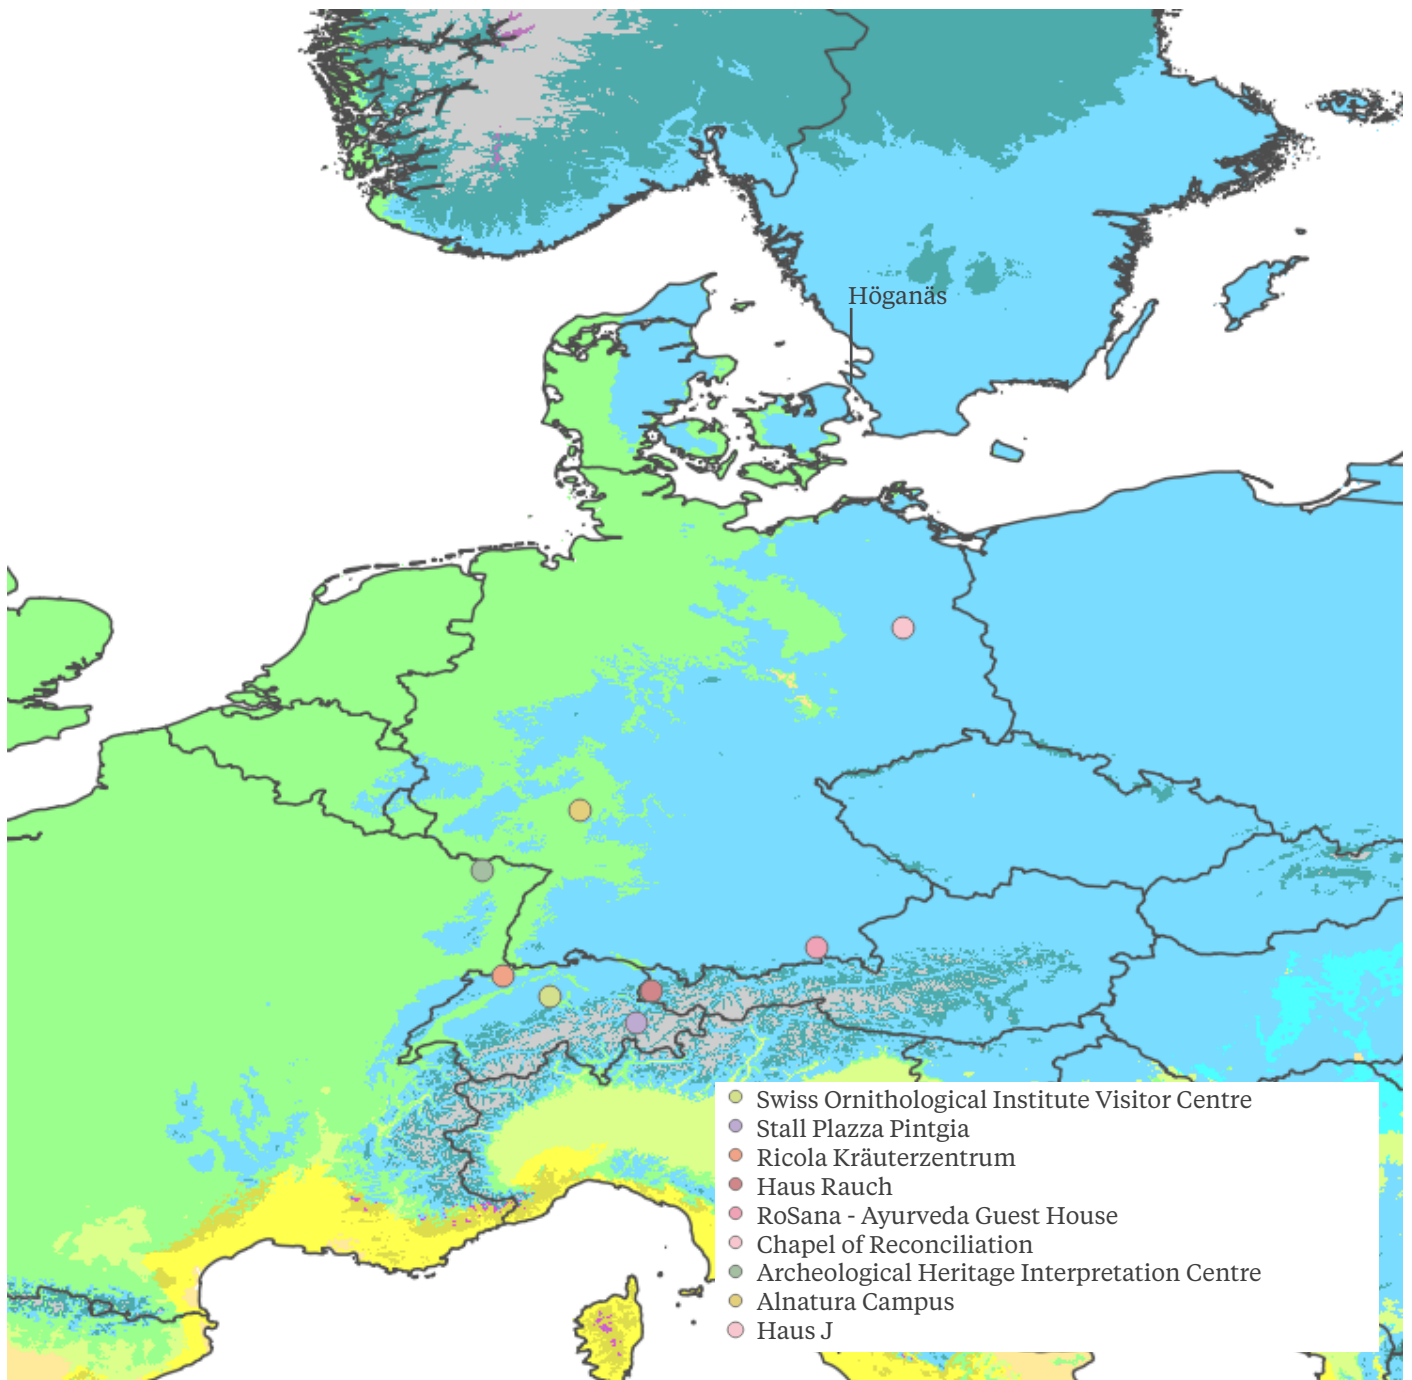 Höganäs
Swiss Ornithological Institute Visitor Centre
Stall Plazza Pintgia
Ricola Kräuterzentrum
Haus Rauch
RoSana - Ayurveda Guest House
Chapel of Reconciliation
Archeological Heritage Interpretation Centre
Alnatura Campus
Haus J